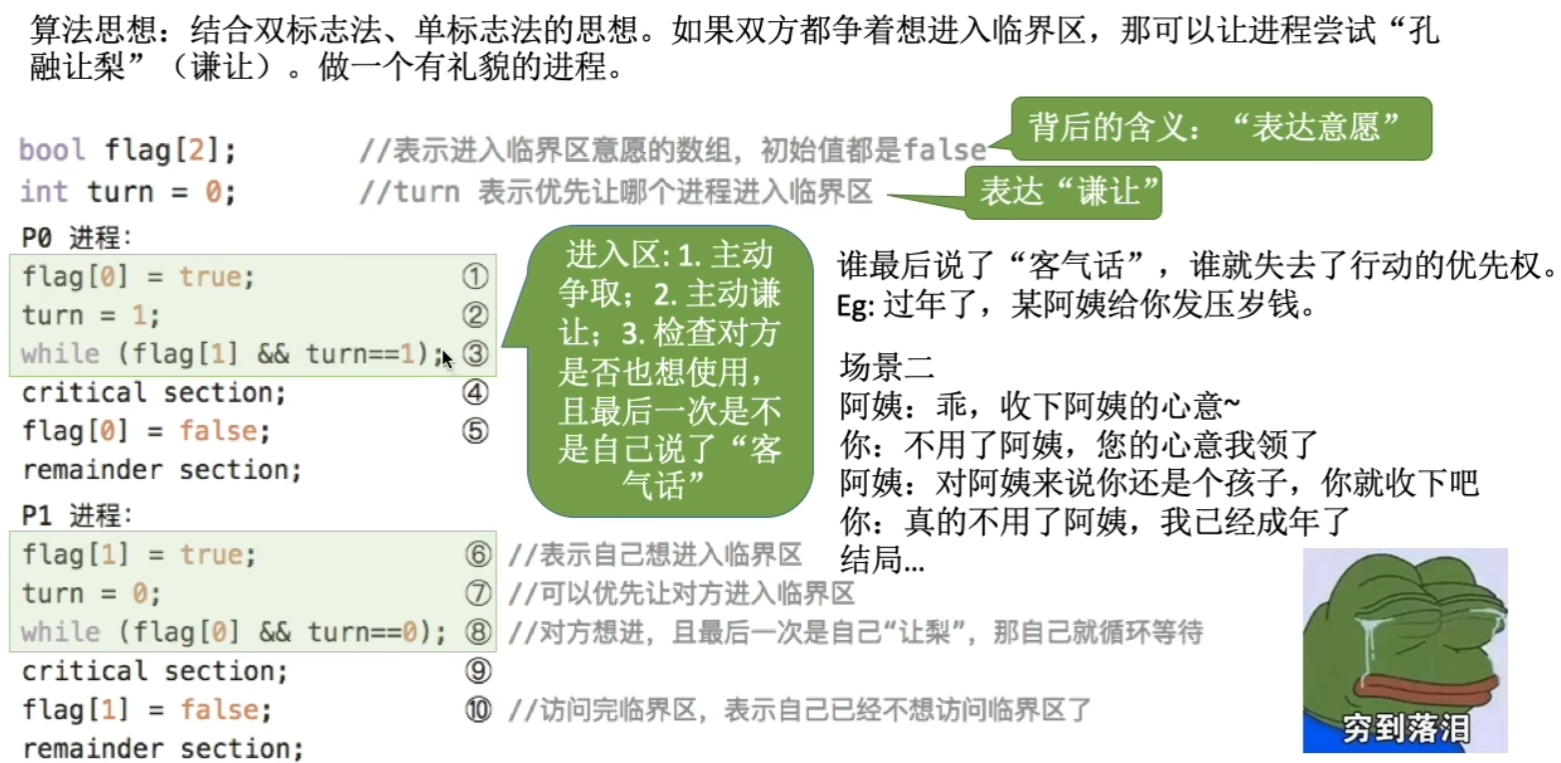 算法思想：结合双标志法、单标志法的思想。如果双方都争着想进入临界区，那可以让进程尝试“孔
融让梨”（谦让）。做一个有礼貌的进程。
bool flag[2]; //表示进入临界区意愿的数组，初始值都是false
背后的含义：“表达意愿”
int turn = 0; //turn 表示优先让哪个进程进入临界区
表达“谦让”
P0 进程：
flag[0] = true; ①
turn = 1; ②
while (flag[1] && turn==1); ③
critical section; ④
flag[0] = false; ⑤
remainder section;
进入区: 1. 主动
争取；2. 主动谦
让；3. 检查对方
是否也想使用，
且最后一次是不
是自己说了“客
气话”
谁最后说了“客气话”，谁就失去了行动的优先权。
Eg: 过年了，某阿姨给你发压岁钱。
场景二
阿姨：乖，收下阿姨的心意~
你：不用了阿姨，您的心意我领了
阿姨：对阿姨来说你还是个孩子，你就收下吧
你：真的不用了阿姨，我已经成年了
结局...
P1 进程：
flag[1] = true; ⑥ //表示自己想进入临界区
turn = 0; ⑦ //可以优先让对方进入临界区
while (flag[0] && turn==0); ⑧ //对方想进，且最后一次是自己“让梨”，那自己就循环等待
critical section; ⑨
flag[1] = false; ⑩ //访问完临界区，表示自己已经不想访问临界区了
remainder section;
穷到落泪